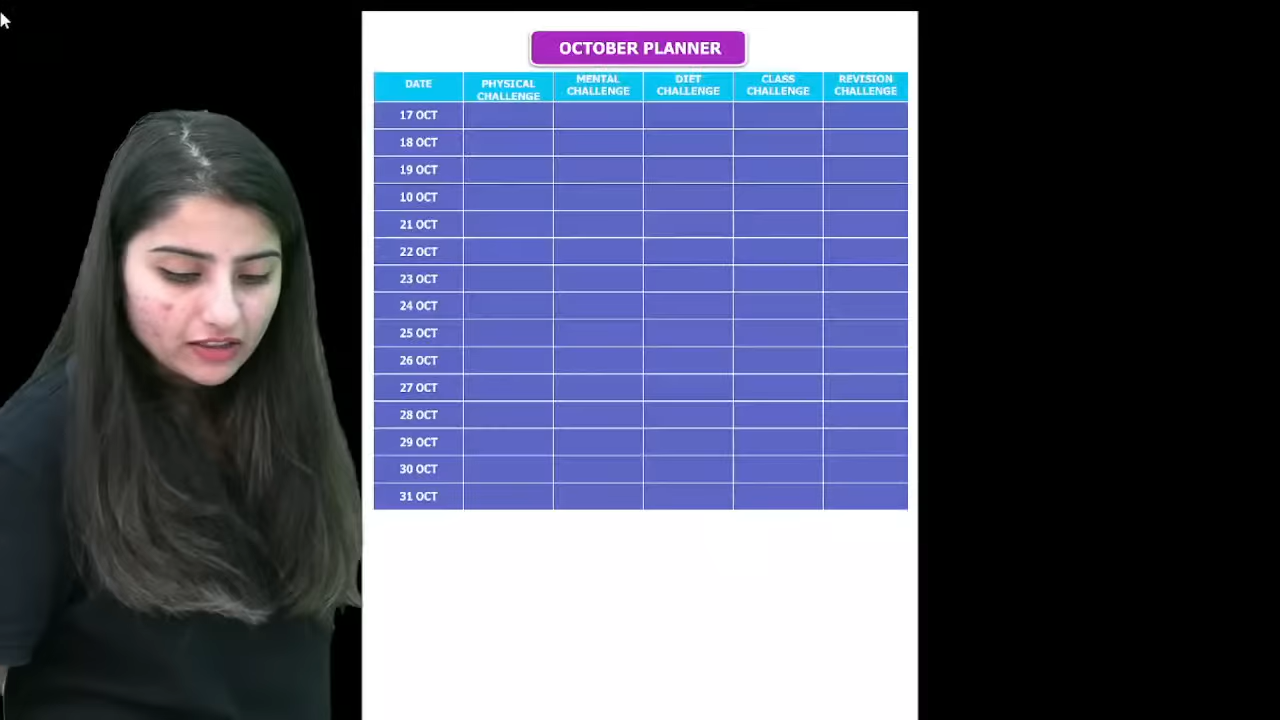 OCTOBER PLANNER
DATE PHYSICAL CHALLENGE MENTAL CHALLENGE DIET CHALLENGE CLASS CHALLENGE REVISION CHALLENGE
17 OCT
18 OCT
19 OCT
10 OCT
21 OCT
22 OCT
23 OCT
24 OCT
25 OCT
26 OCT
27 OCT
28 OCT
29 OCT
30 OCT
31 OCT